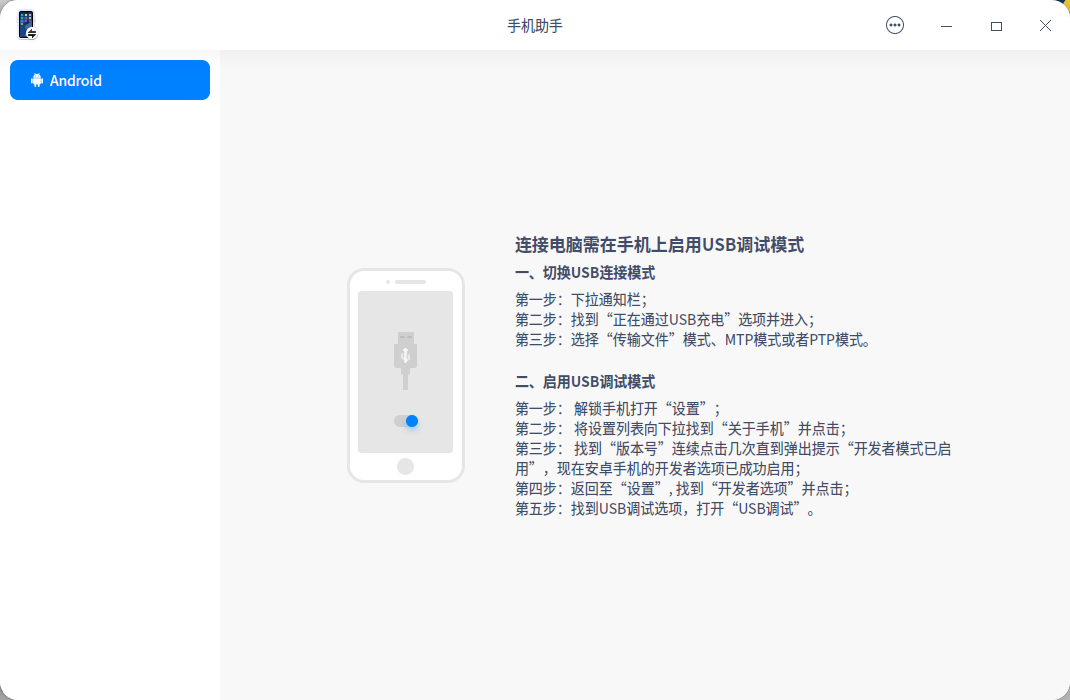 手机助手
Android
连接电脑需在手机上启用USB调试模式
一、切换USB连接模式
第一步：下拉通知栏；
第二步：找到“正在通过USB充电”选项并进入；
第三步：选择“传输文件”模式、MTP模式或者PTP模式。
二、启用USB调试模式
第一步： 解锁手机打开“设置”；
第二步： 将设置列表向下拉找到“关于手机”并点击；
第三步： 找到“版本号”连续点击几次直到弹出提示“开发者模式已启
用”，现在安卓手机的开发者选项已成功启用；
第四步：返回至“设置”, 找到“开发者选项”并点击；
第五步：找到USB调试选项，打开“USB调试”。